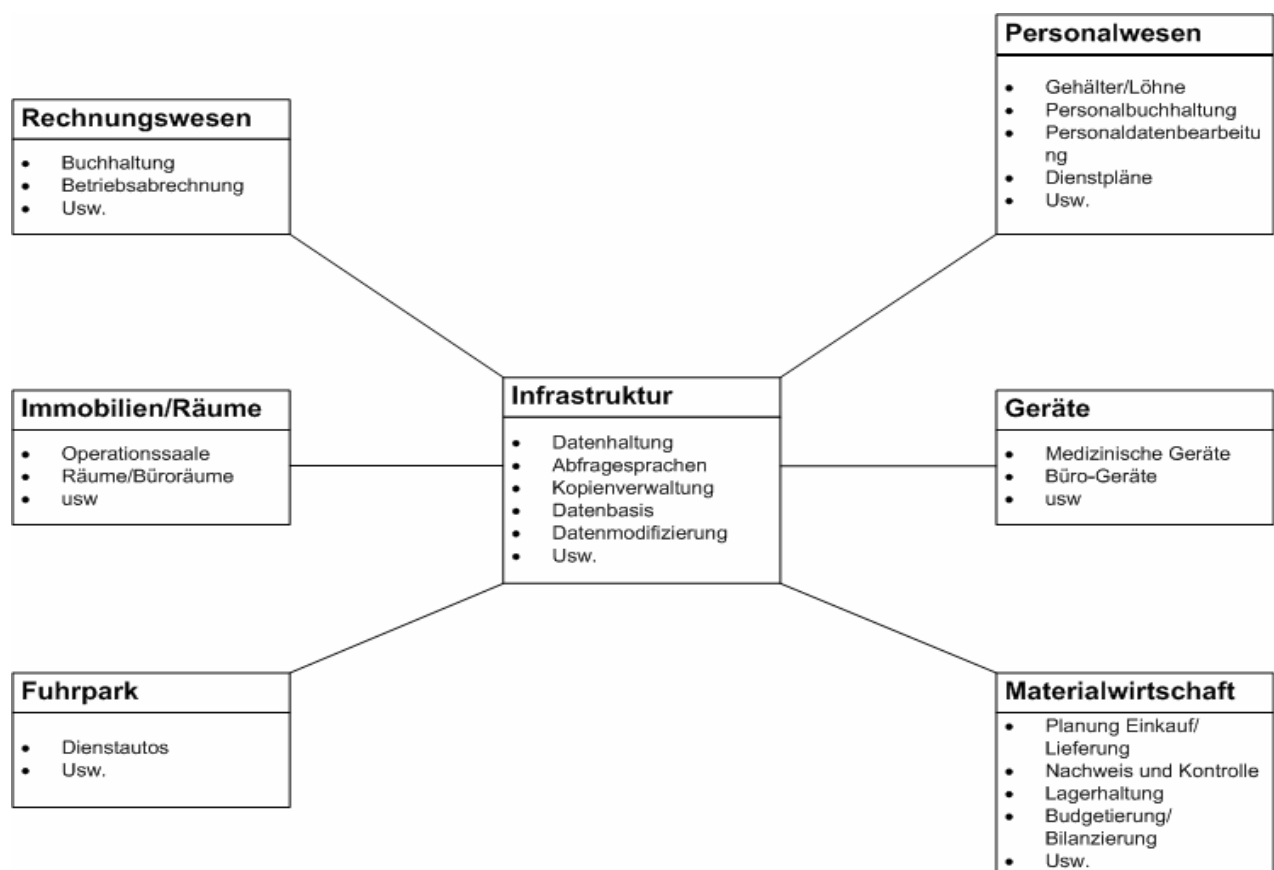 Personalwesen
• Gehälter/Löhne
• Personalbuchhaltung
• Personaldatenbearbeitu
ng
• Dienstpläne
• Usw.
Rechnungswesen
• Buchhaltung
• Betriebsabrechnung
• Usw.
Infrastruktur
• Datenhaltung
• Abfragesprachen
• Kopienverwaltung
• Datenbasis
• Datenmodifizierung
• Usw.
Immobilien/Räume
• Operationssaale
• Räume/Büroräume
• usw
Geräte
• Medizinische Geräte
• Büro-Geräte
• usw
Fuhrpark
• Dienstautos
• Usw.
Materialwirtschaft
• Planung Einkauf/
Lieferung
• Nachweis und Kontrolle
• Lagerhaltung
• Budgetierung/
Bilanzierung
• Usw.